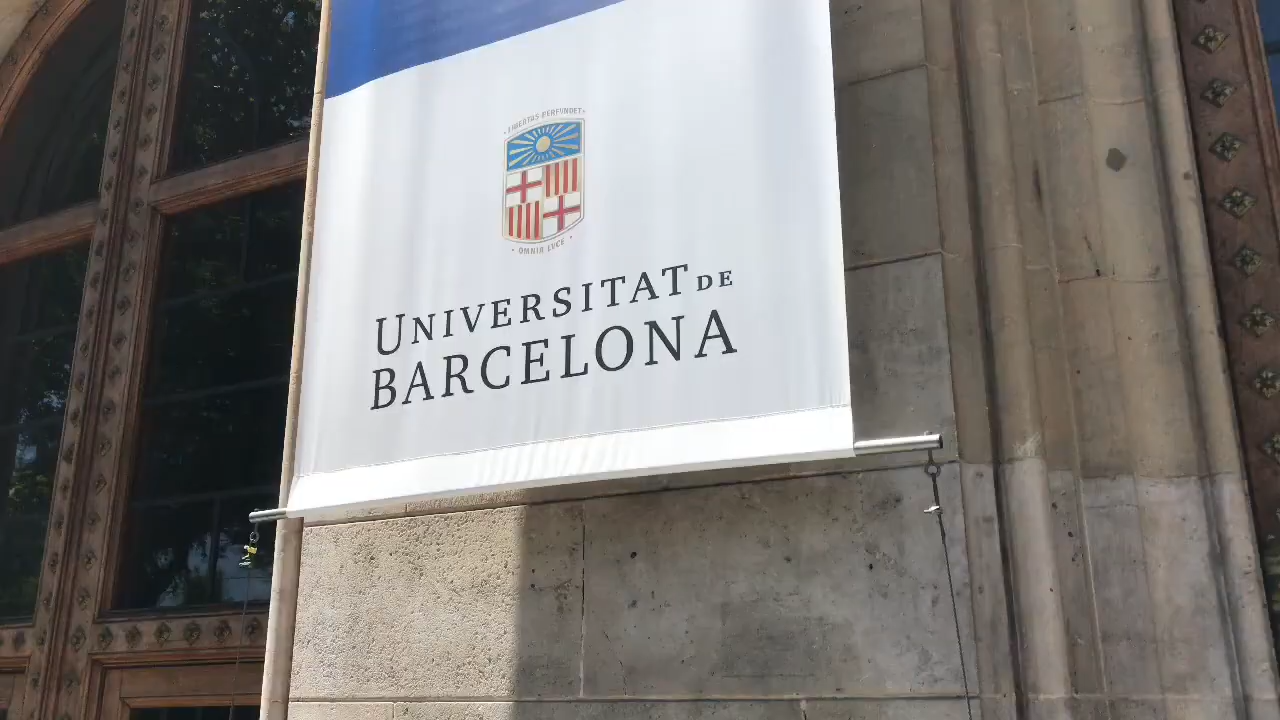 · LIBERTAS·PERFUNDET·
· OMNIA LUCE ·
UNIVERSITAT DE
BARCELONA